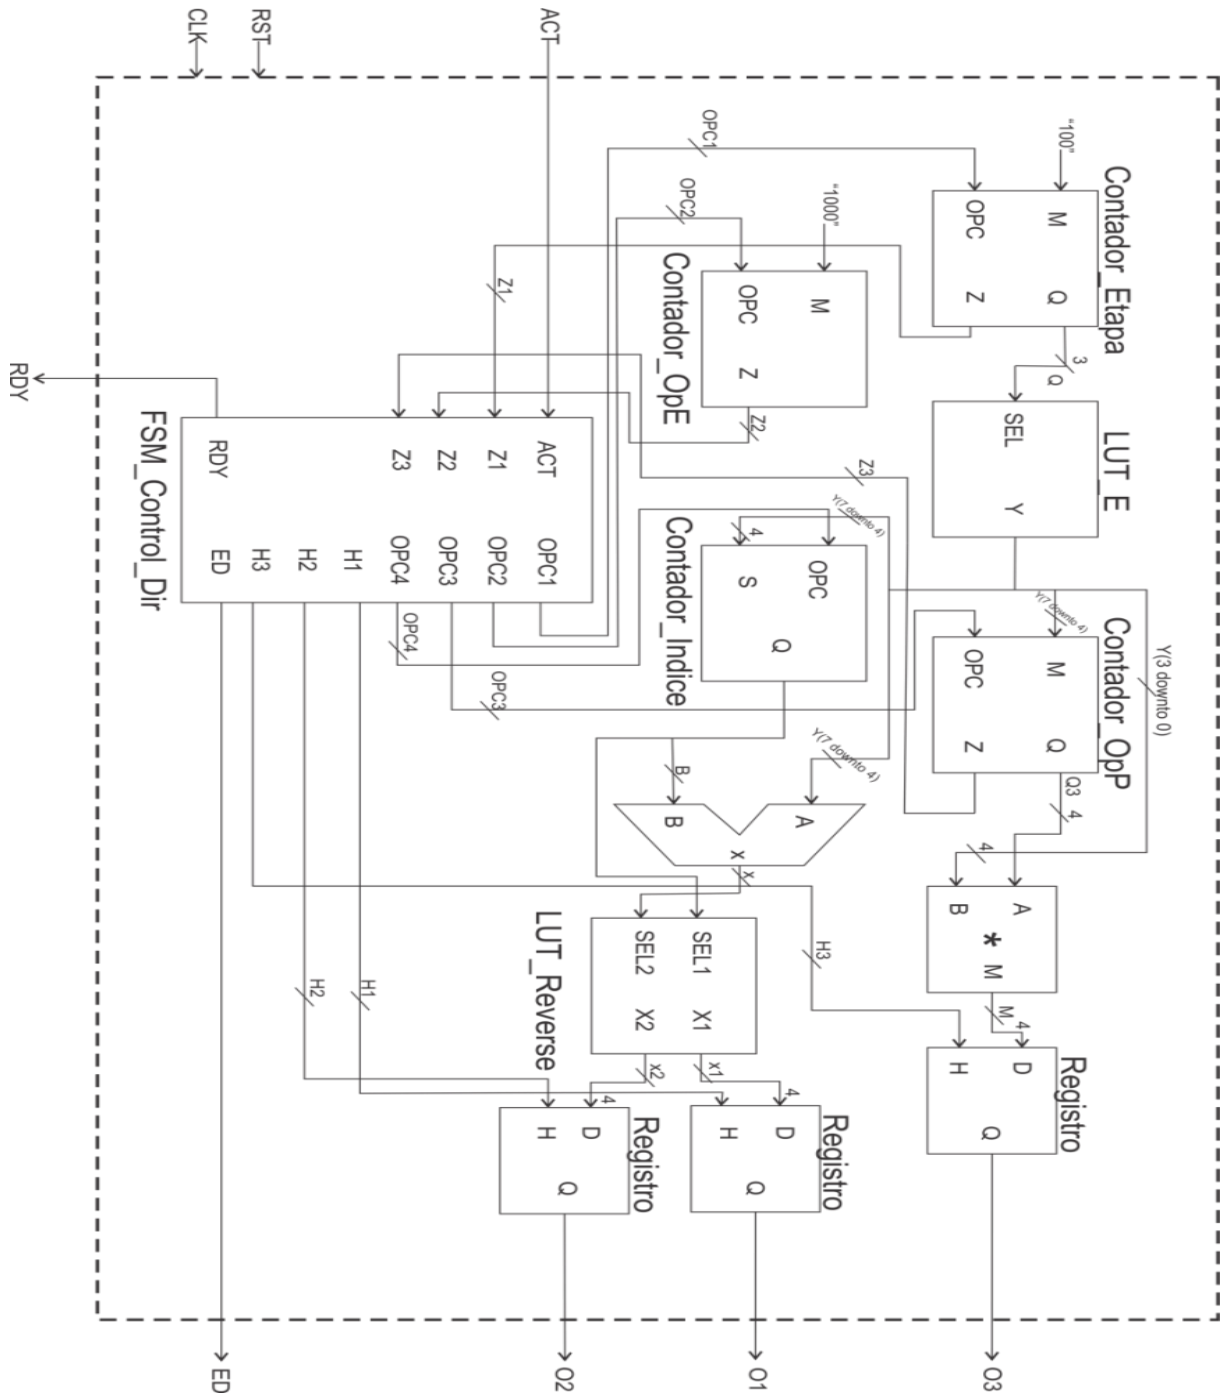 CLK
RST
ACT
"100"
OPC1
Contador_Etapa
M
OPC
Q
Z
3
Q
LUT_E
SEL
Y
"1000"
OPC2
Contador_OpE
M
OPC
Z
Z1
Z2
Z3
RDY
FSM_Control_Dir
ACT
Z1
Z2
Z3
RDY
OPC1
OPC2
OPC3
OPC4
H1
H2
H3
ED
OPC4
OPC3
Y(7 downto 4)
4
Contador_Indice
OPC
S
Q
Y(7 downto 4)
Y(3 downto 0)
Contador_OpP
M
OPC
Q
Z
Q3
4
4
Y(7 downto 4)
B
A
B
x
x
A
B
*
M
M
4
H3
H2
H1
LUT_Reverse
SEL1
SEL2
X1
X2
x1
x2
4
4
Registro
D
H
Q
Registro
D
H
Q
Registro
D
H
Q
ED
O2
O1
O3